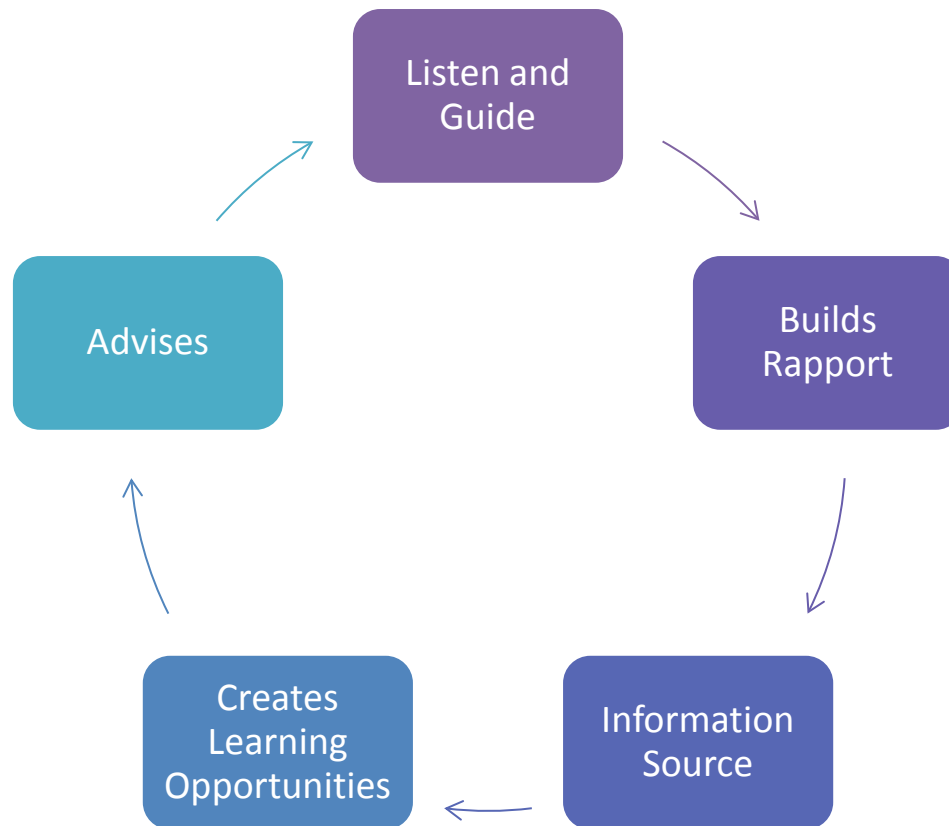 Listen and
Guide
Builds
Rapport
Information
Source
Creates
Learning
Opportunities
Advises